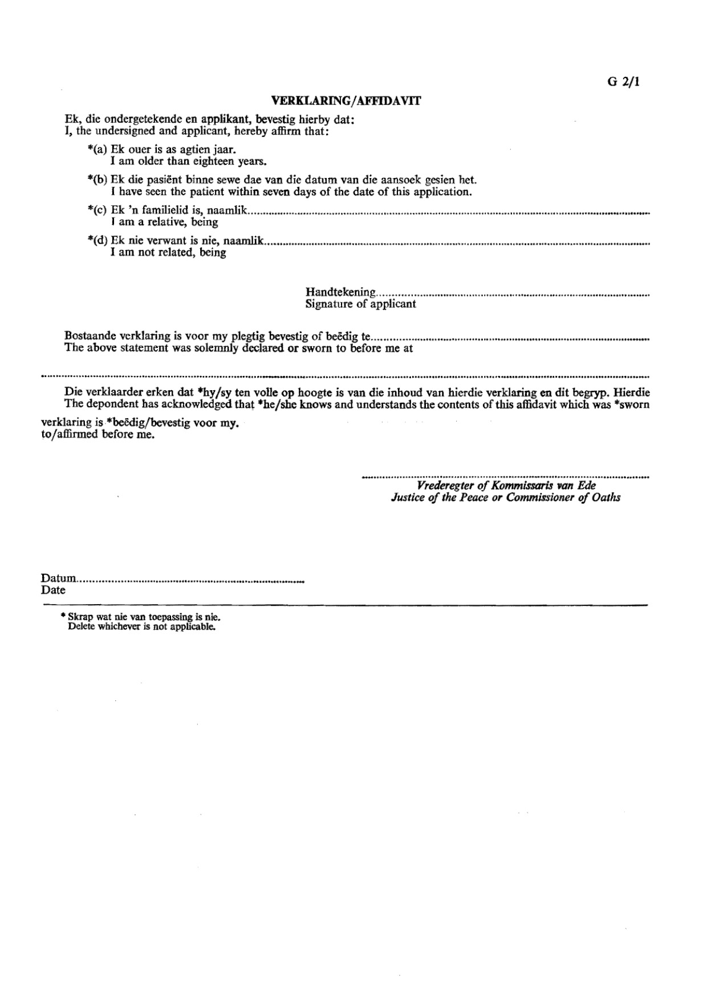 G 2/1
VERKLARING/AFFIDAVIT
Ek, die ondergetekende en applikant, bevestig hierby dat:
I, the undersigned and applicant, hereby affirm that:
*(a) Ek ouer is as agtien jaar.
I am older than eighteen years.
*(b) Ek die pasiënt binne sewe dae van die datum van die aansoek gesien het.
I have seen the patient within seven days of the date of this application.
*(c) Ek 'n familielid is, naamlik
I am a relative, being
*(d) Ek nie verwant is nie, naamlik
I am not related, being
Handtekening
Signature of applicant
Bostaande verklaring is voor my plegtig bevestig of beëdig te
The above statement was solemnly declared or sworn to before me at
Die verklaarder erken dat *hy/sy ten volle op hoogte is van die inhoud van hierdie verklaring en dit begryp. Hierdie
The depondent has acknowledged that *he/she knows and understands the contents of this affidavit which was *sworn
verklaring is *beëdig/bevestig voor my.
to/affirmed before me.
Vrederegter of Kommissaris van Ede
Justice of the Peace or Commissioner of Oaths
Datum
Date
* Skrap wat nie van toepassing is nie.
Delete whichever is not applicable.